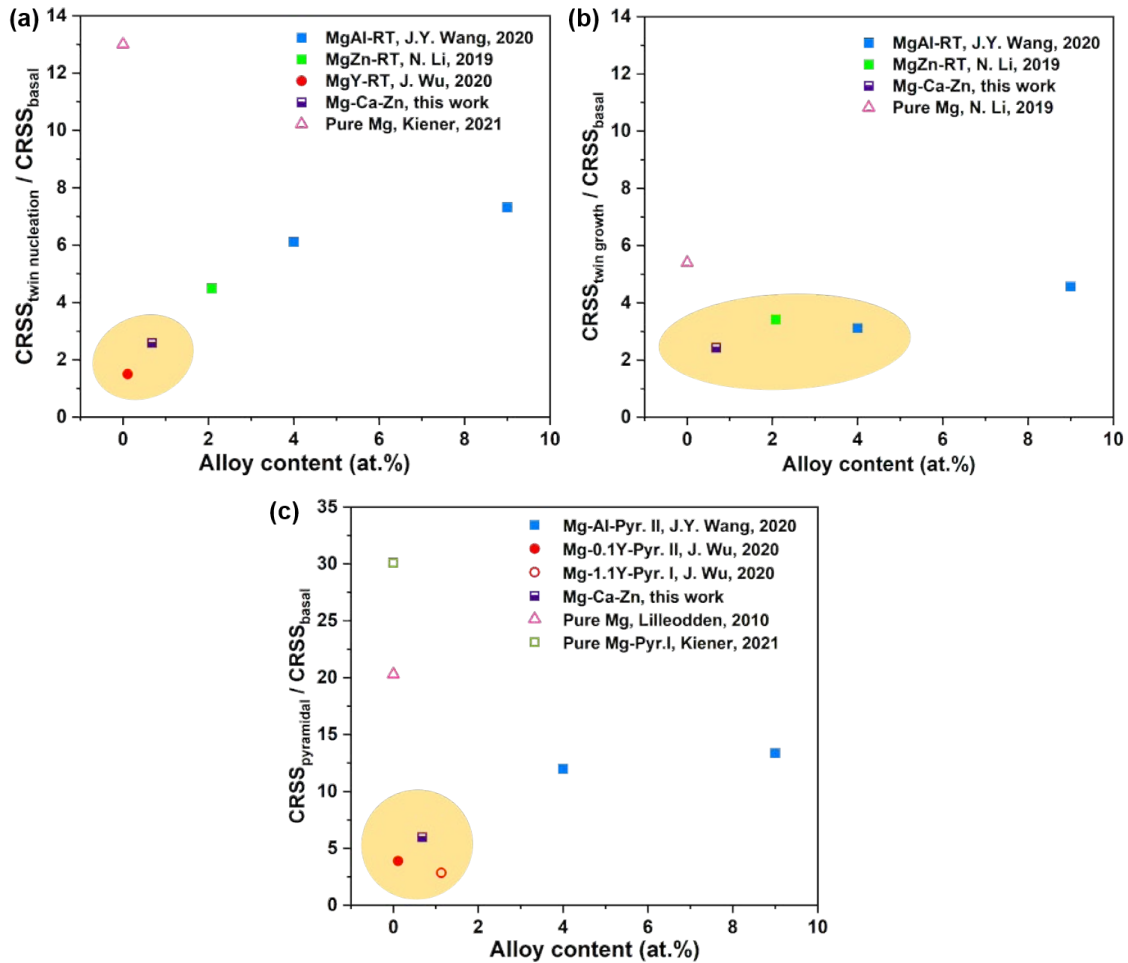 (a)
14
12
10
8
6
4
2
0
CRSStwin nucleation / CRSSbasal
MgAl-RT, J.Y. Wang, 2020
MgZn-RT, N. Li, 2019
MgY-RT, J. Wu, 2020
Mg-Ca-Zn, this work
Pure Mg, Kiener, 2021
0 2 4 6 8 10
Alloy content (at.%)
(b)
14
12
10
8
6
4
2
0
CRSStwin growth / CRSSbasal
MgAl-RT, J.Y. Wang, 2020
MgZn-RT, N. Li, 2019
Mg-Ca-Zn, this work
Pure Mg, N. Li, 2019
0 2 4 6 8 10
Alloy content (at.%)
(c)
35
30
25
20
15
10
5
0
CRSSpyramidal / CRSSbasal
Mg-Al-Pyr. II, J.Y. Wang, 2020
Mg-0.1Y-Pyr. II, J. Wu, 2020
Mg-1.1Y-Pyr. I, J. Wu, 2020
Mg-Ca-Zn, this work
Pure Mg, Lilleodden, 2010
Pure Mg-Pyr.I, Kiener, 2021
0 2 4 6 8 10
Alloy content (at.%)